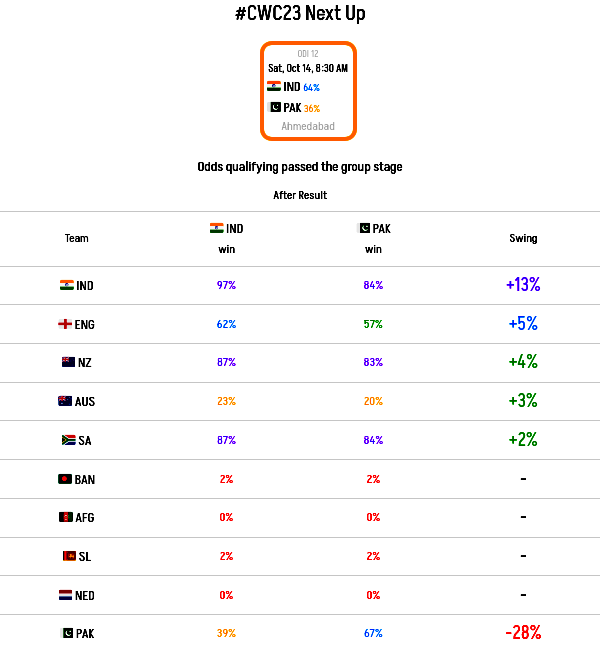 #CWC23 Next Up
ODI 12
Sat, Oct 14, 8:30 AM
IND 64%
PAK 36%
Ahmedabad
Odds qualifying passed the group stage
After Result
Team IND win PAK win Swing
IND 97% 84% +13%
ENG 62% 57% +5%
NZ 87% 83% +4%
AUS 23% 20% +3%
SA 87% 84% +2%
BAN 2% 2% -
AFG 0% 0% -
SL 2% 2% -
NED 0% 0% -
PAK 39% 67% -28%